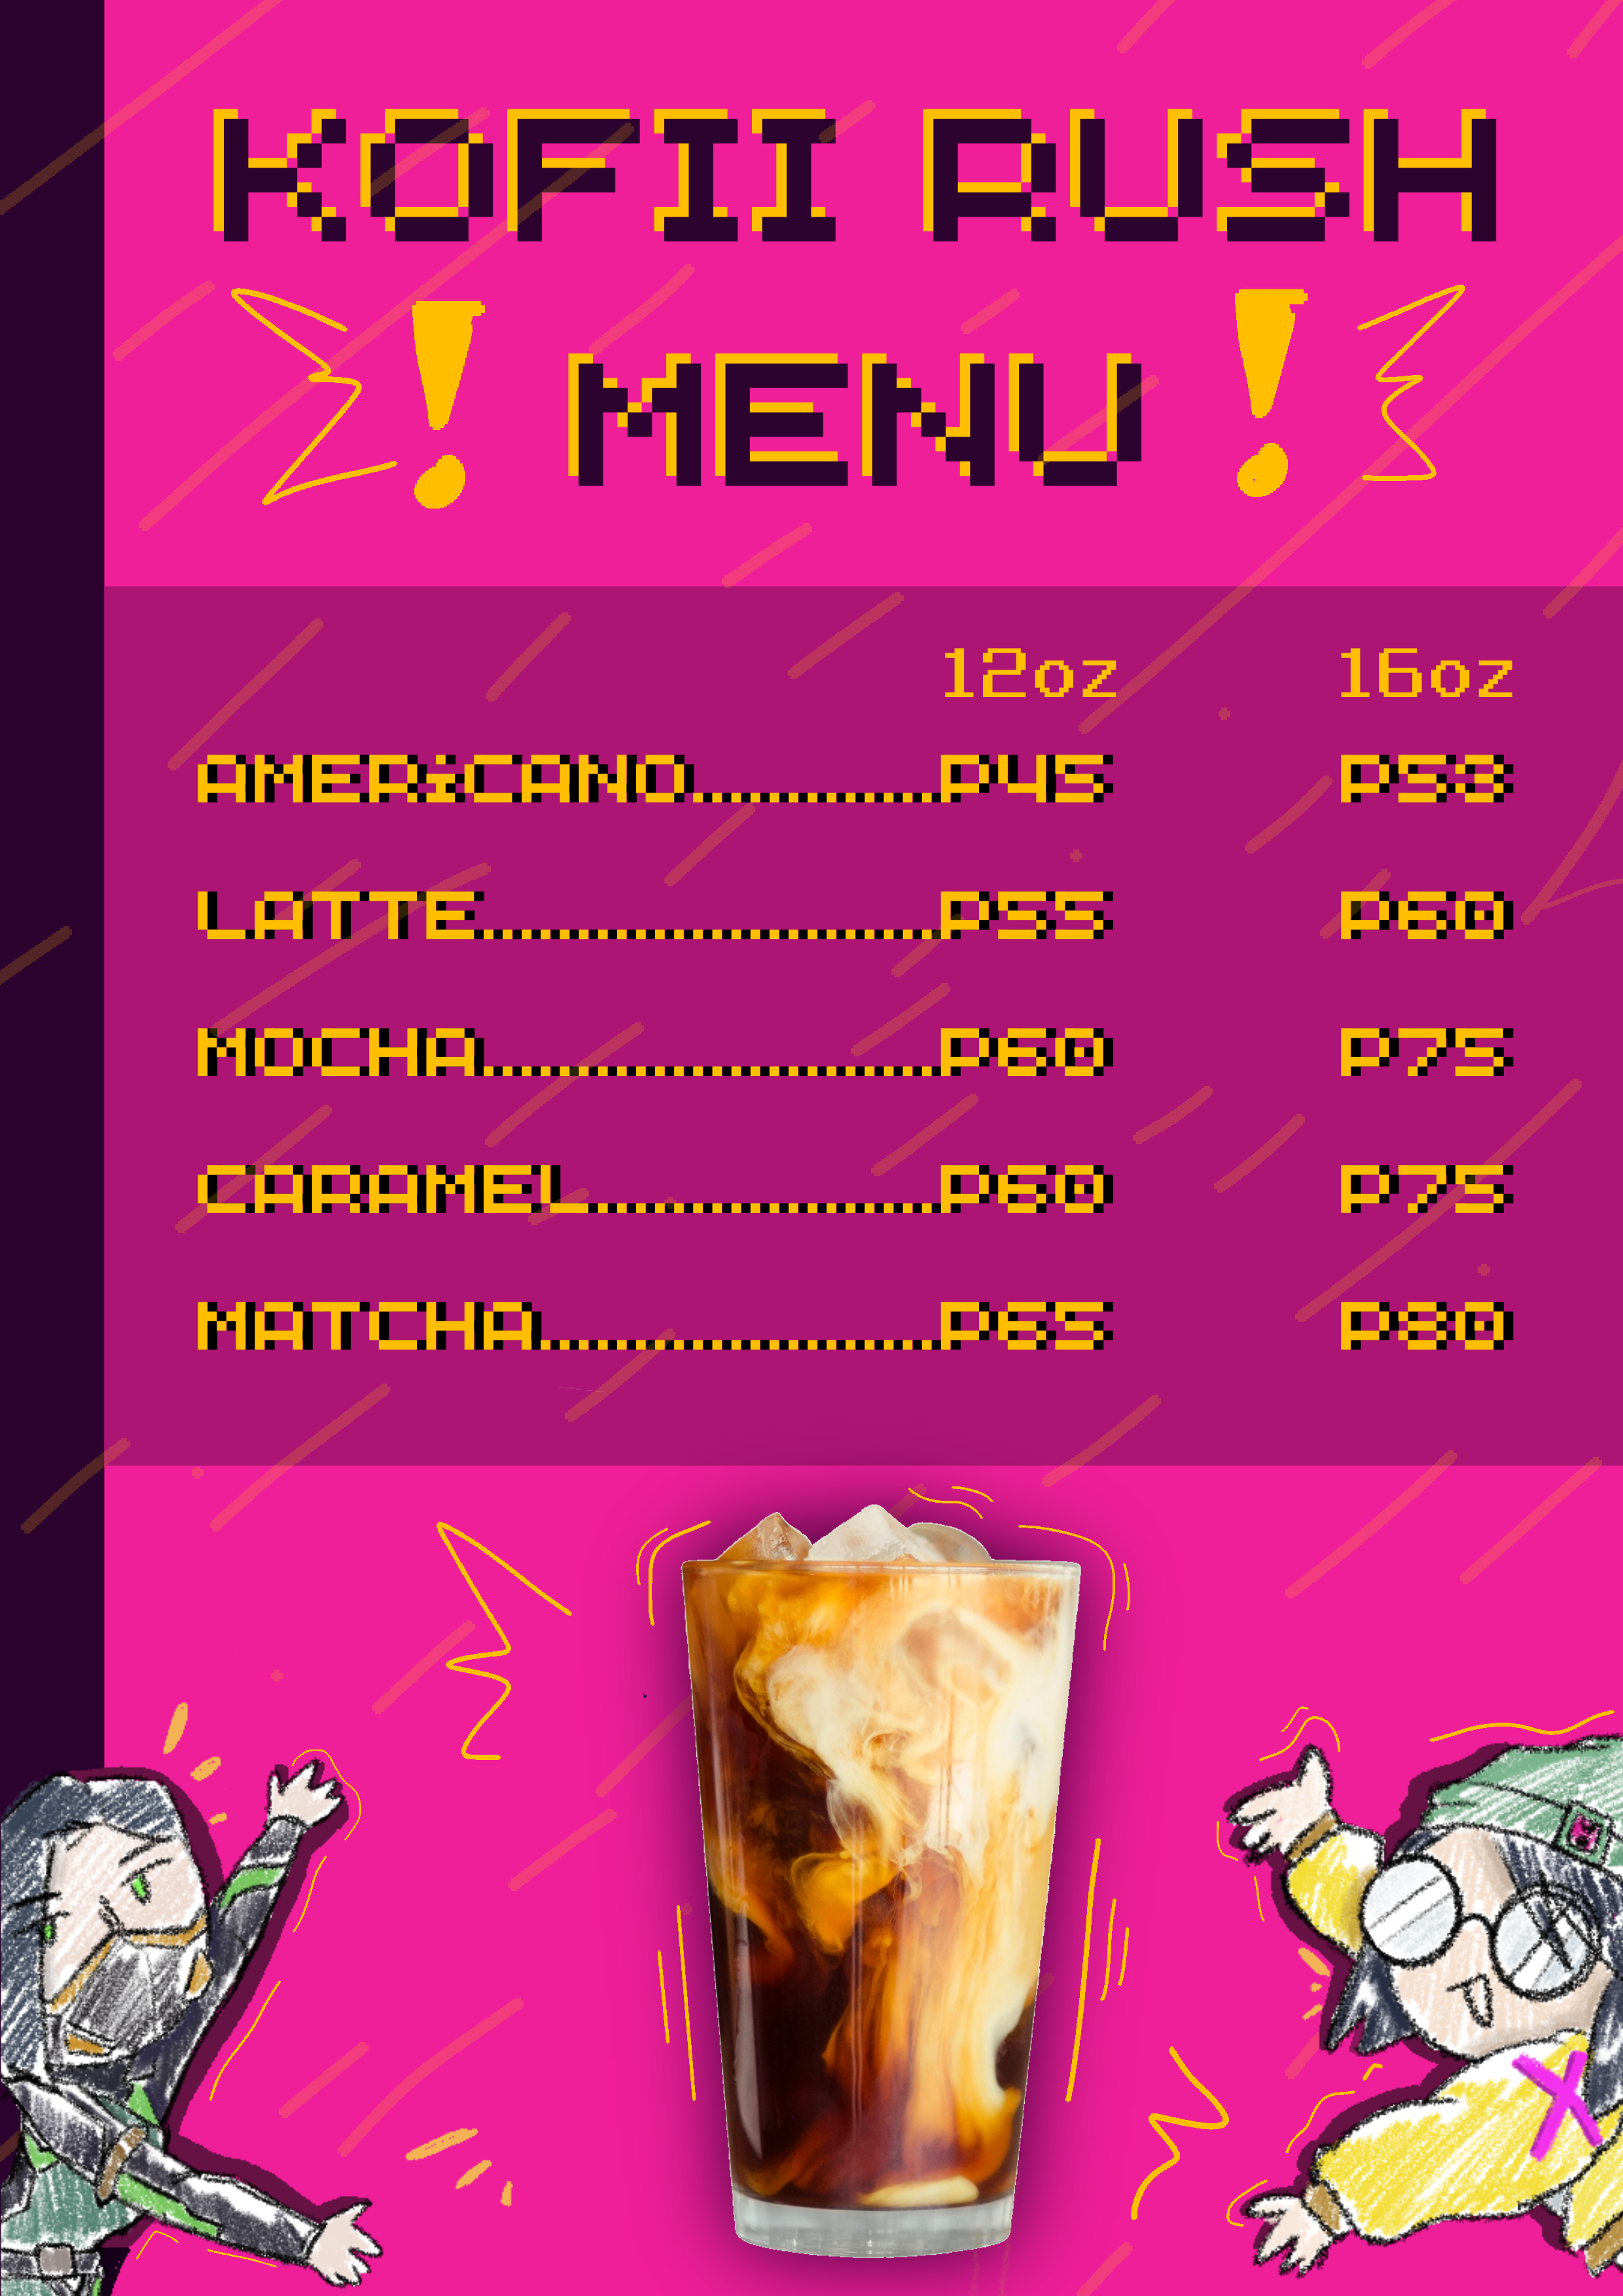 KOFII RUSH
! MENU !
12oz 16oz
AMERiCANO.............P45 P53
LATTE........................P55 P60
MOCHA........................P60 P75
CARAMEL...................P60 P75
MATCHA.....................P65 P80